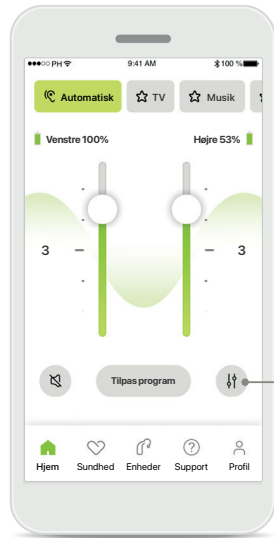 PH 9:41 AM 100 %
Automatisk TV Musik
Venstre 100% Højre 53%
3 3
Tilpas program
Hjem Sundhed Enheder Support Profil